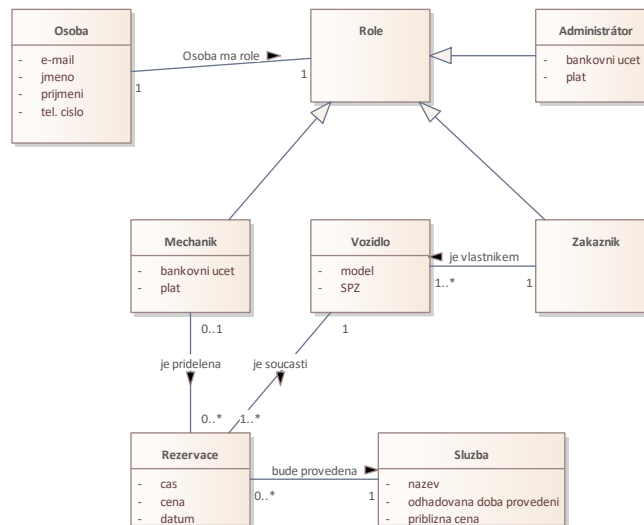 Osoba
- e-mail
- jmeno
- prijmeni
- tel. cislo
Osoba ma role
1
1
Role
Administrátor
- bankovni ucet
- plat
Mechanik
- bankovni ucet
- plat
Vozidlo
- model
- SPZ
je vlastnikem
1..*
1
Zakaznik
0..1
je pridelena
0..*
1
je soucasti
1..*
Rezervace
- cas
- cena
- datum
bude provedena
0..*
1
Sluzba
- nazev
- odhadovana doba provedeni
- priblizna cena